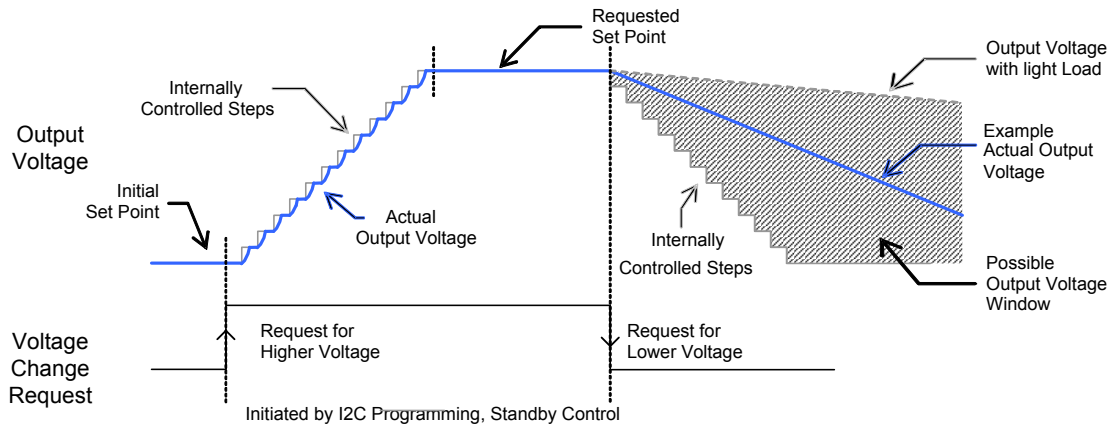 Requested
Set Point
Output Voltage
with light Load
Internally
Controlled Steps
Output
Voltage
Example
Actual Output
Voltage
Initial
Set Point
Actual
Output Voltage
Internally
Controlled Steps
Possible
Output Voltage
Window
Voltage
Change
Request
Request for
Higher Voltage
Request for
Lower Voltage
Initiated by I2C Programming, Standby Control